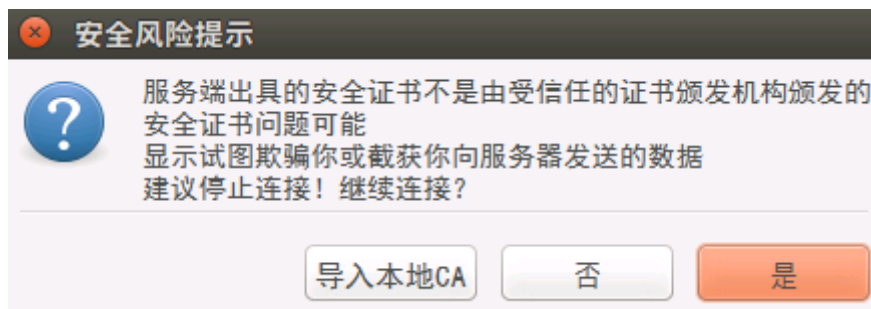 安全风险提示
服务端出具的安全证书不是由受信任的证书颁发机构颁发的
安全证书问题可能
显示试图欺骗你或截获你向服务器发送的数据
建议停止连接！继续连接？
导入本地CA
否
是